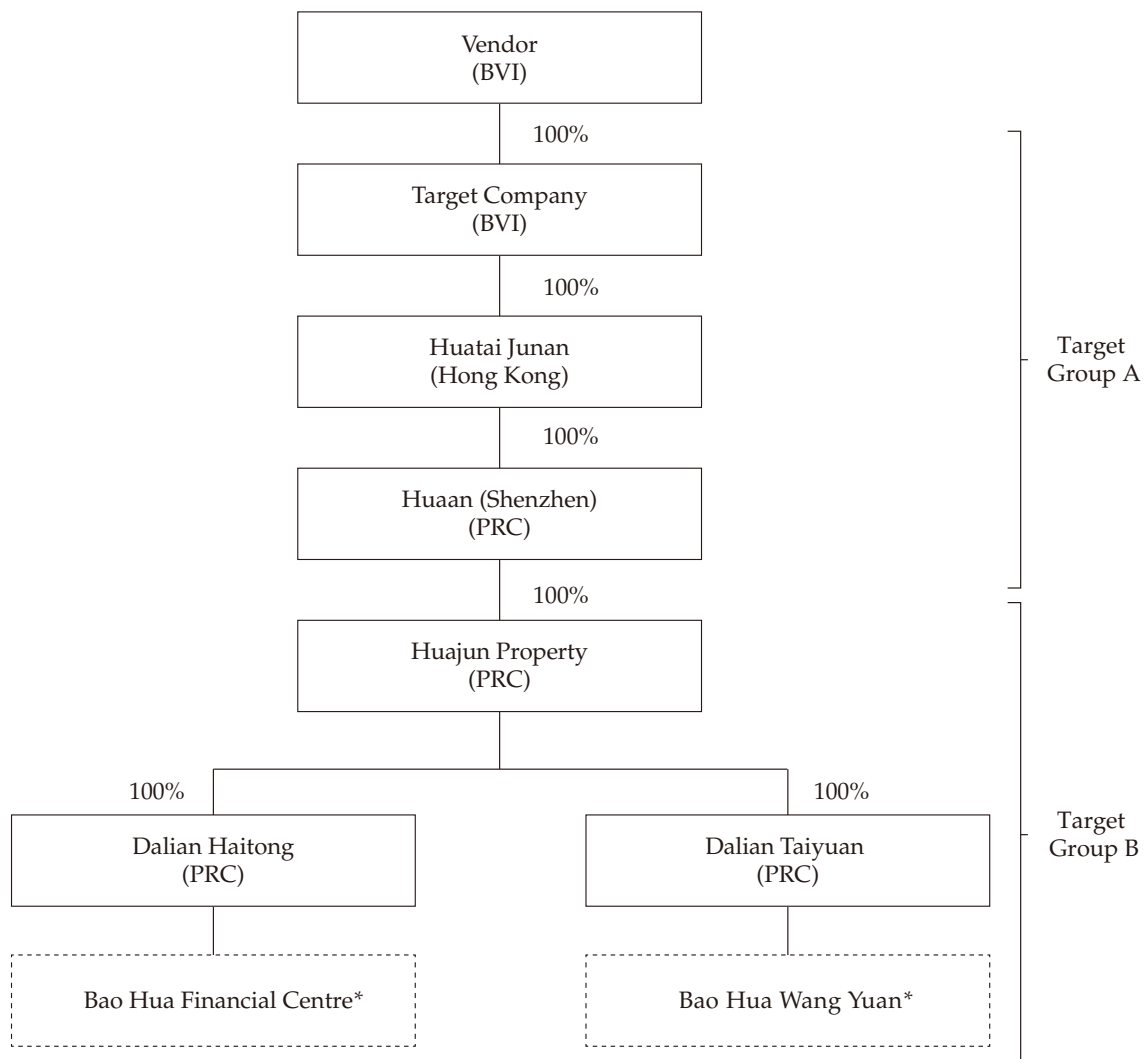 Vendor
(BVI)
100%
Target Company
(BVI)
100%
Huatai Junan
(Hong Kong)
Target
Group A
100%
Huaan (Shenzhen)
(PRC)
100%
Huajun Property
(PRC)
100%
100%
Dalian Haitong
(PRC)
Dalian Taiyuan
(PRC)
Target
Group B
Bao Hua Financial Centre*
Bao Hua Wang Yuan*